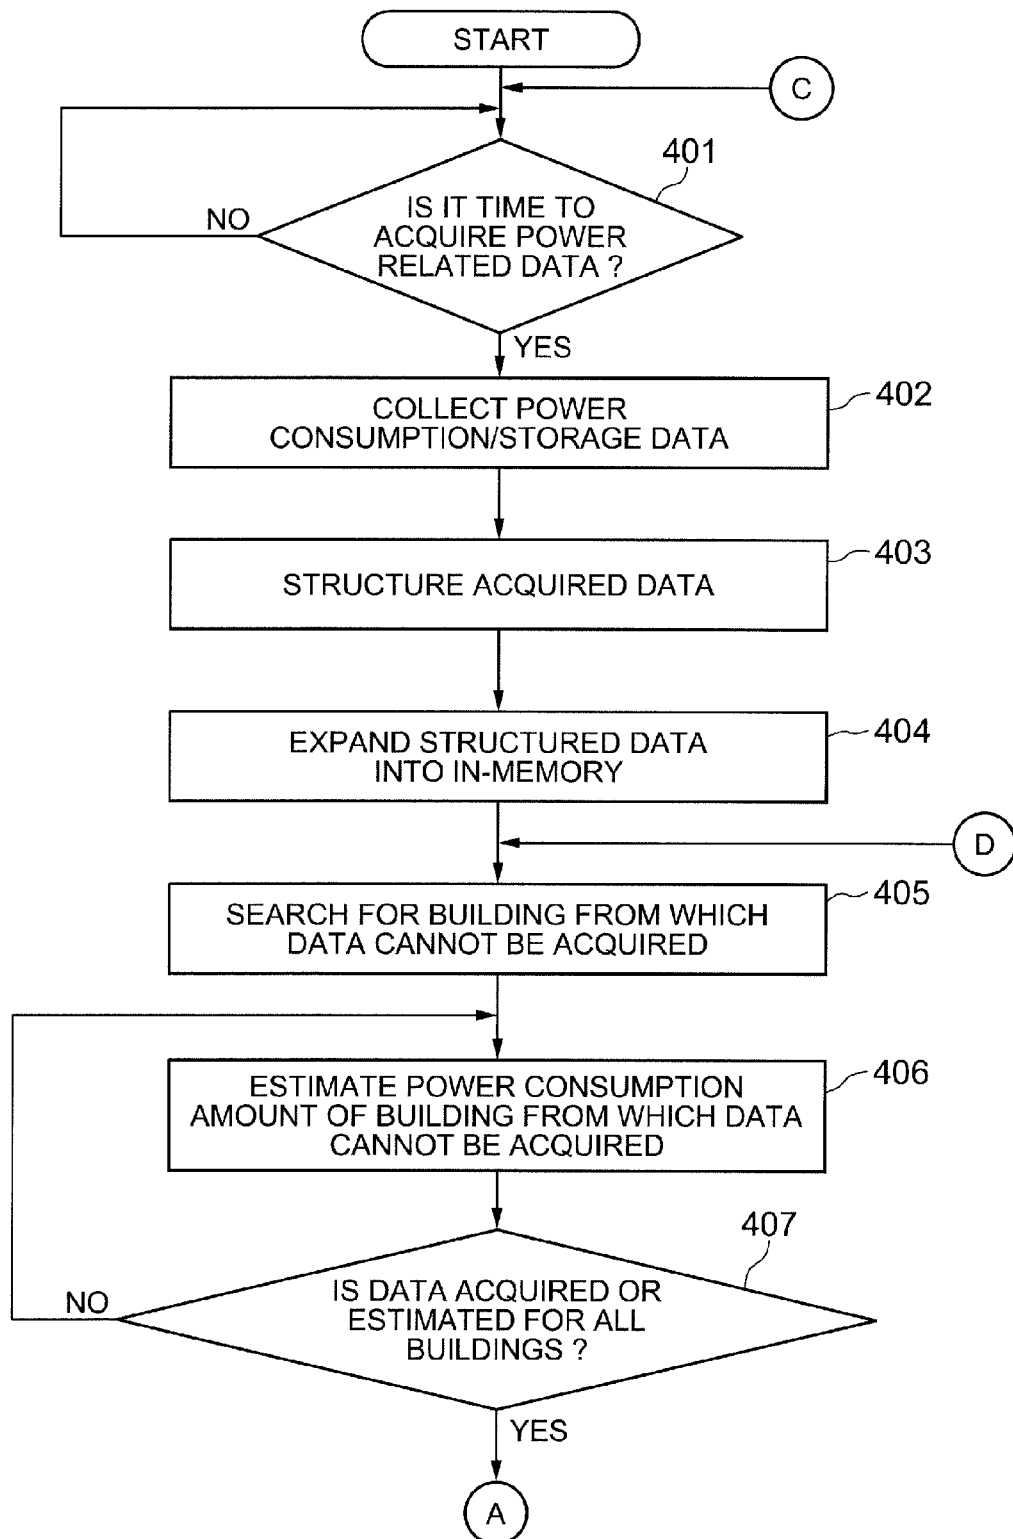 START
C
401
IS IT TIME TO
ACQUIRE POWER
RELATED DATA ?
NO
YES
402
COLLECT POWER
CONSUMPTION/STORAGE DATA
403
STRUCTURE ACQUIRED DATA
404
EXPAND STRUCTURED DATA
INTO IN-MEMORY
D
405
SEARCH FOR BUILDING FROM WHICH
DATA CANNOT BE ACQUIRED
406
ESTIMATE POWER CONSUMPTION
AMOUNT OF BUILDING FROM WHICH DATA
CANNOT BE ACQUIRED
407
IS DATA ACQUIRED OR
ESTIMATED FOR ALL
BUILDINGS ?
NO
YES
A